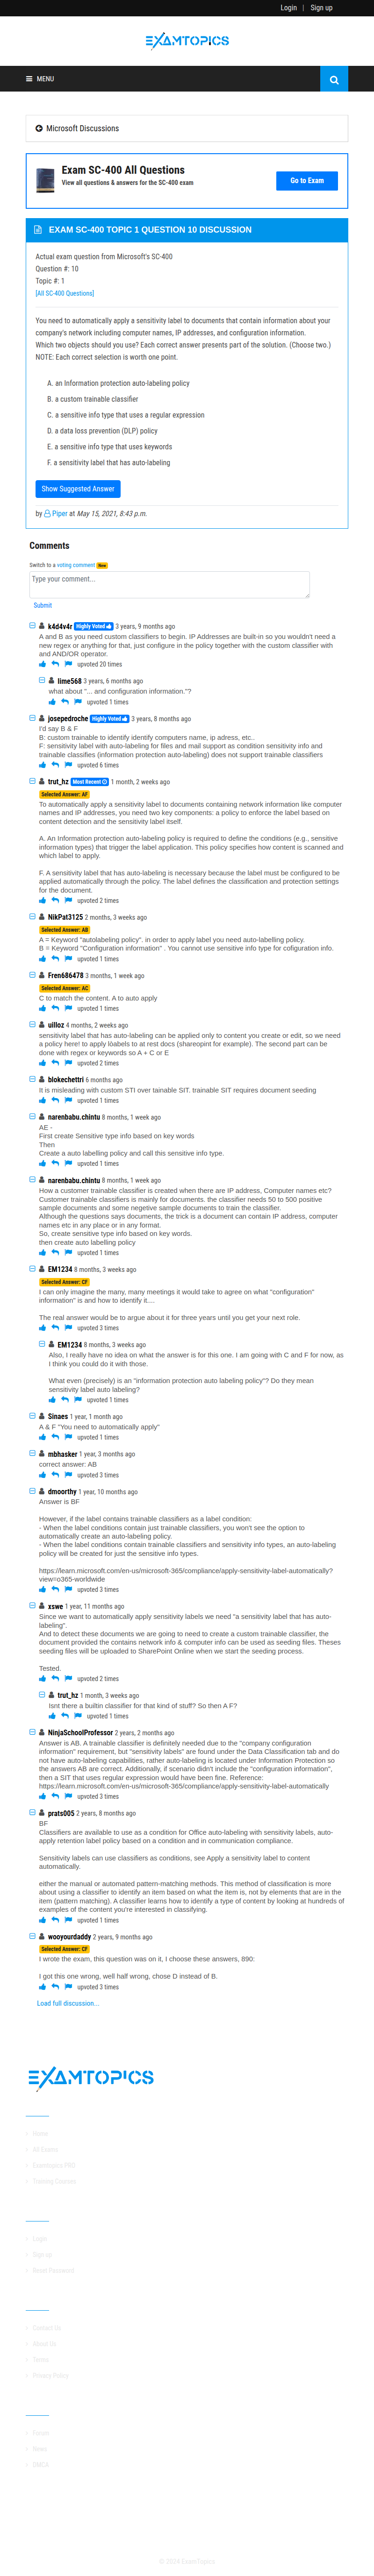 Login | Sign up
EXAMTOPICS
MENU
Microsoft Discussions
Exam SC-400 All Questions
View all questions & answers for the SC-400 exam
Go to Exam
EXAM SC-400 TOPIC 1 QUESTION 10 DISCUSSION
Actual exam question from Microsoft's SC-400
Question #: 10
Topic #: 1
[All SC-400 Questions]
You need to automatically apply a sensitivity label to documents that contain information about your
company's network including computer names, IP addresses, and configuration information.
Which two objects should you use? Each correct answer presents part of the solution. (Choose two.)
NOTE: Each correct selection is worth one point.
A. an Information protection auto-labeling policy
B. a custom trainable classifier
C. a sensitive info type that uses a regular expression
D. a data loss prevention (DLP) policy
E. a sensitive info type that uses keywords
F. a sensitivity label that has auto-labeling
Show Suggested Answer
by Piper at May 15, 2021, 8:43 p.m.
Comments
Switch to a voting comment New
Type your comment...
Submit
k4d4v4r Highly Voted 3 years, 9 months ago
A and B as you need custom classifiers to begin. IP Addresses are built-in so you wouldn't need a
new regex or anything for that, just configure in the policy together with the custom classifier with
and AND/OR operator.
upvoted 20 times
lime568 3 years, 6 months ago
what about "... and configuration information."?
upvoted 1 times
josepedroche Highly Voted 3 years, 8 months ago
I'd say B & F
B: custom trainable to identify identify computers name, ip adress, etc..
F: sensitivity label with auto-labeling for files and mail support as condition sensitivity info and
trainable classifies (information protection auto-labeling) does not support trainable classifiers
upvoted 6 times
trut_hz Most Recent 1 month, 2 weeks ago
Selected Answer: AF
To automatically apply a sensitivity label to documents containing network information like computer
names and IP addresses, you need two key components: a policy to enforce the label based on
content detection and the sensitivity label itself.
A. An Information protection auto-labeling policy is required to define the conditions (e.g., sensitive
information types) that trigger the label application. This policy specifies how content is scanned and
which label to apply.
F. A sensitivity label that has auto-labeling is necessary because the label must be configured to be
applied automatically through the policy. The label defines the classification and protection settings
for the document.
upvoted 2 times
NikPat3125 2 months, 3 weeks ago
Selected Answer: AB
A = Keyword "autolabeling policy". in order to apply label you need auto-labelling policy.
B = Keyword "Configuration information" . You cannot use sensitive info type for cofiguration info.
upvoted 1 times
Fren686478 3 months, 1 week ago
Selected Answer: AC
C to match the content. A to auto apply
upvoted 1 times
uilloz 4 months, 2 weeks ago
sensitivity label that has auto-labeling can be applied only to content you create or edit, so we need
a policy here! to apply lòabels to at rest docs (shareopint for example). The second part can be
done with regex or keywords so A + C or E
upvoted 2 times
blokechettri 6 months ago
It is misleading with custom STI over tainable SIT. trainable SIT requires document seeding
upvoted 1 times
narenbabu.chintu 8 months, 1 week ago
AE -
First create Sensitive type info based on key words
Then
Create a auto labelling policy and call this sensitive info type.
upvoted 1 times
narenbabu.chintu 8 months, 1 week ago
How a customer trainable classifier is created when there are IP address, Computer names etc?
Customer trainable classifiers is mainly for documents. the classifier needs 50 to 500 positive
sample documents and some negetive sample documents to train the classifier.
Although the questions says documents, the trick is a document can contain IP address, computer
names etc in any place or in any format.
So, create sensitive type info based on key words.
then create auto labelling policy
upvoted 1 times
EM1234 8 months, 3 weeks ago
Selected Answer: CF
I can only imagine the many, many meetings it would take to agree on what "configuration"
information" is and how to identify it....
The real answer would be to argue about it for three years until you get your next role.
upvoted 3 times
EM1234 8 months, 3 weeks ago
Also, I really have no idea on what the answer is for this one. I am going with C and F for now, as
I think you could do it with those.
What even (precisely) is an "information protection auto labeling policy"? Do they mean
sensitivity label auto labeling?
upvoted 1 times
Sinaes 1 year, 1 month ago
A & F "You need to automatically apply"
upvoted 1 times
mbhasker 1 year, 3 months ago
correct answer: AB
upvoted 3 times
dmoorthy 1 year, 10 months ago
Answer is BF
However, if the label contains trainable classifiers as a label condition:
- When the label conditions contain just trainable classifiers, you won't see the option to
automatically create an auto-labeling policy.
- When the label conditions contain trainable classifiers and sensitivity info types, an auto-labeling
policy will be created for just the sensitive info types.
https://learn.microsoft.com/en-us/microsoft-365/compliance/apply-sensitivity-label-automatically?
view=o365-worldwide
upvoted 3 times
xswe 1 year, 11 months ago
Since we want to automatically apply sensitivity labels we need "a sensitivity label that has auto-
labeling".
And to detect these documents we are going to need to create a custom trainable classifier, the
document provided the contains network info & computer info can be used as seeding files. Theses
seeding files will be uploaded to SharePoint Online when we start the seeding process.
Tested.
upvoted 2 times
trut_hz 1 month, 3 weeks ago
Isnt there a builtin classifier for that kind of stuff? So then A F?
upvoted 1 times
NinjaSchoolProfessor 2 years, 2 months ago
Answer is AB. A trainable classifier is definitely needed due to the "company configuration
information" requirement, but "sensitivity labels" are found under the Data Classification tab and do
not have auto-labeling capabilities, rather auto-labeling is located under Information Protection so
the answers AB are correct. Additionally, if scenario didn't include the "configuration information",
then a SIT that uses regular expression would have been fine. Reference:
https://learn.microsoft.com/en-us/microsoft-365/compliance/apply-sensitivity-label-automatically
upvoted 3 times
prats005 2 years, 8 months ago
BF
Classifiers are available to use as a condition for Office auto-labeling with sensitivity labels, auto-
apply retention label policy based on a condition and in communication compliance.
Sensitivity labels can use classifiers as conditions, see Apply a sensitivity label to content
automatically.
either the manual or automated pattern-matching methods. This method of classification is more
about using a classifier to identify an item based on what the item is, not by elements that are in the
item (pattern matching). A classifier learns how to identify a type of content by looking at hundreds of
examples of the content you're interested in classifying.
upvoted 1 times
wooyourdaddy 2 years, 9 months ago
Selected Answer: CF
I wrote the exam, this question was on it, I choose these answers, 890:
I got this one wrong, well half wrong, chose D instead of B.
upvoted 3 times
Load full discussion...
EXAMTOPICS
Home
All Exams
Examtopics PRO
Training Courses
Login
Sign up
Reset Password
Contact Us
About Us
Terms
Privacy Policy
Forum
News
DMCA
© 2024 ExamTopics